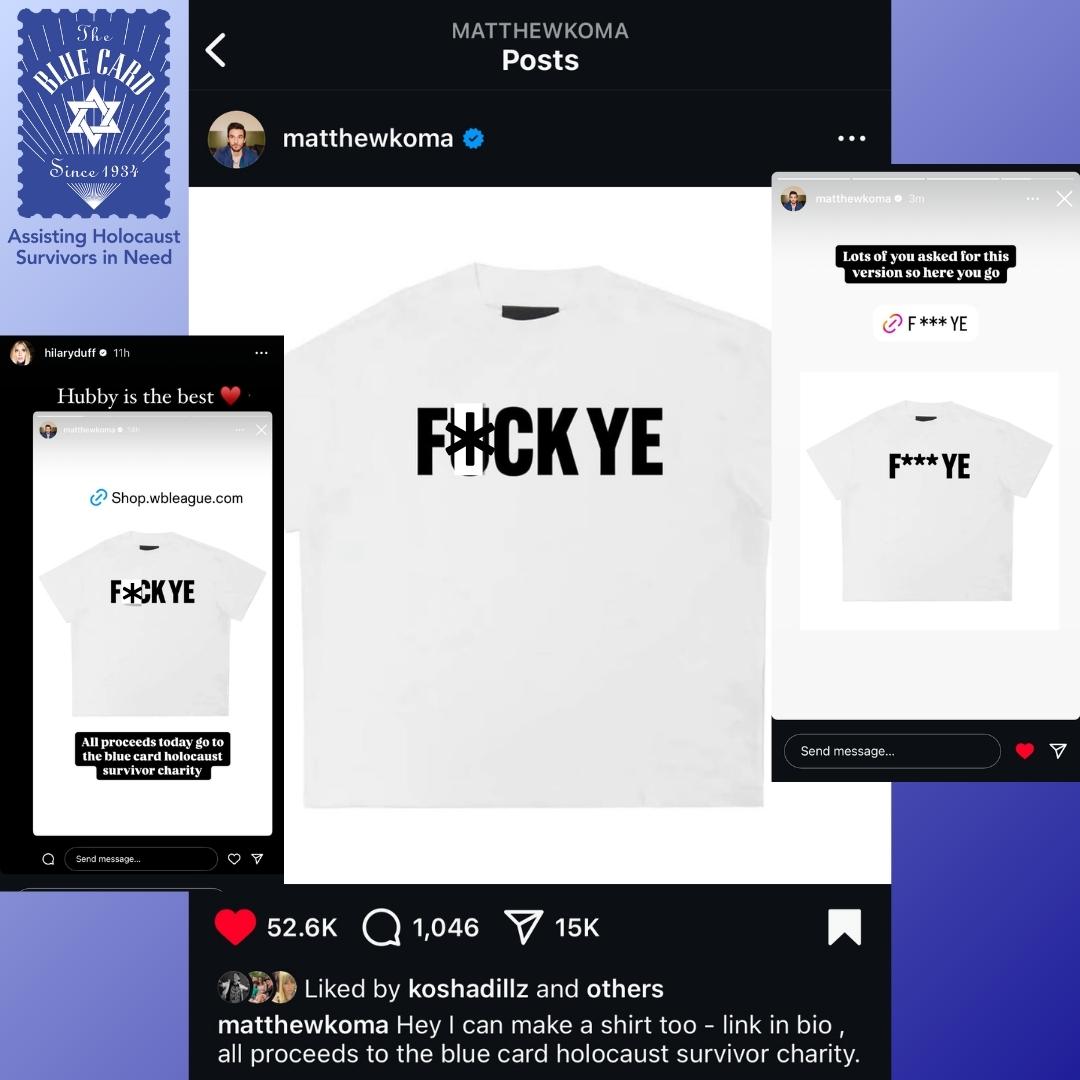 The
BLUE CARD
Since 1934
Assisting Holocaust
Survivors in Need
MATTHEWKOMA
Posts
matthewkoma
F*CK YE
52.6K 1,046 15K
Liked by koshadillz and others
matthewkoma Hey I can make a shirt too - link in bio ,
all proceeds to the blue card holocaust survivor charity.
hilaryduff 11h
Hubby is the best
matthewkoma 14h
Shop.wbleague.com
F*CK YE
All proceeds today go to
the blue card holocaust
survivor charity
Send message...
matthewkoma 3m
Lots of you asked for this
version so here you go
F *** YE
F*** YE
Send message...